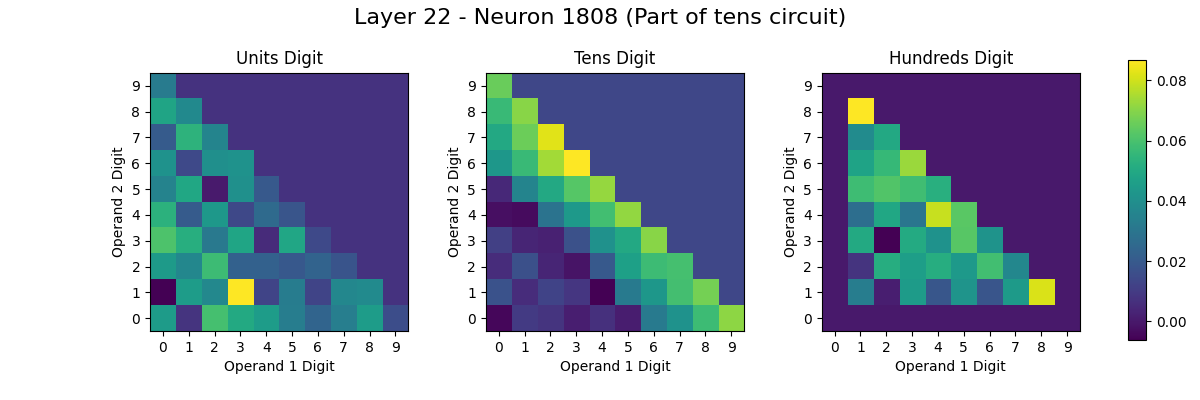 Layer 22 - Neuron 1808 (Part of tens circuit)
Units Digit
Tens Digit
Hundreds Digit
Operand 2 Digit
9
8
7
6
5
4
3
2
1
0
0 1 2 3 4 5 6 7 8 9
Operand 1 Digit
Operand 2 Digit
9
8
7
6
5
4
3
2
1
0
0 1 2 3 4 5 6 7 8 9
Operand 1 Digit
Operand 2 Digit
9
8
7
6
5
4
3
2
1
0
0 1 2 3 4 5 6 7 8 9
Operand 1 Digit
0.08
0.06
0.04
0.02
0.00